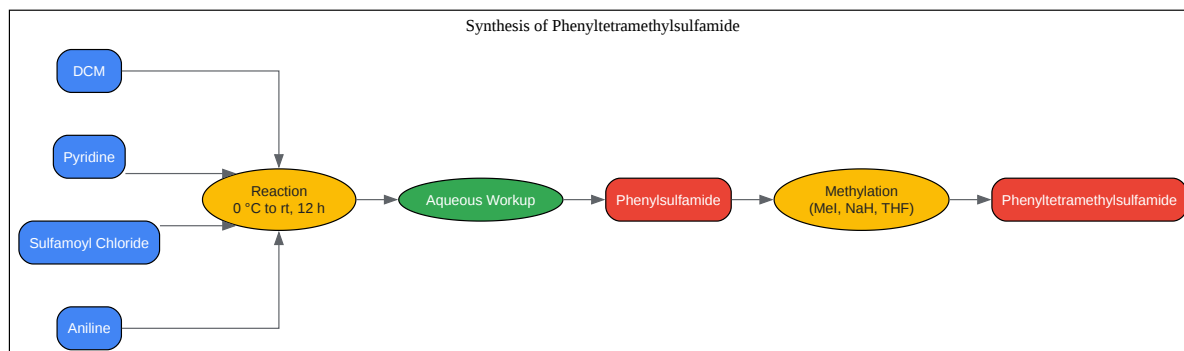 Synthesis of Phenyltetramethylsulfamide
DCM
Pyridine
Sulfamoyl Chloride
Aniline
Reaction
0 °C to rt, 12 h
Aqueous Workup
Phenylsulfamide
Methylation
(MeI, NaH, THF)
Phenyltetramethylsulfamide